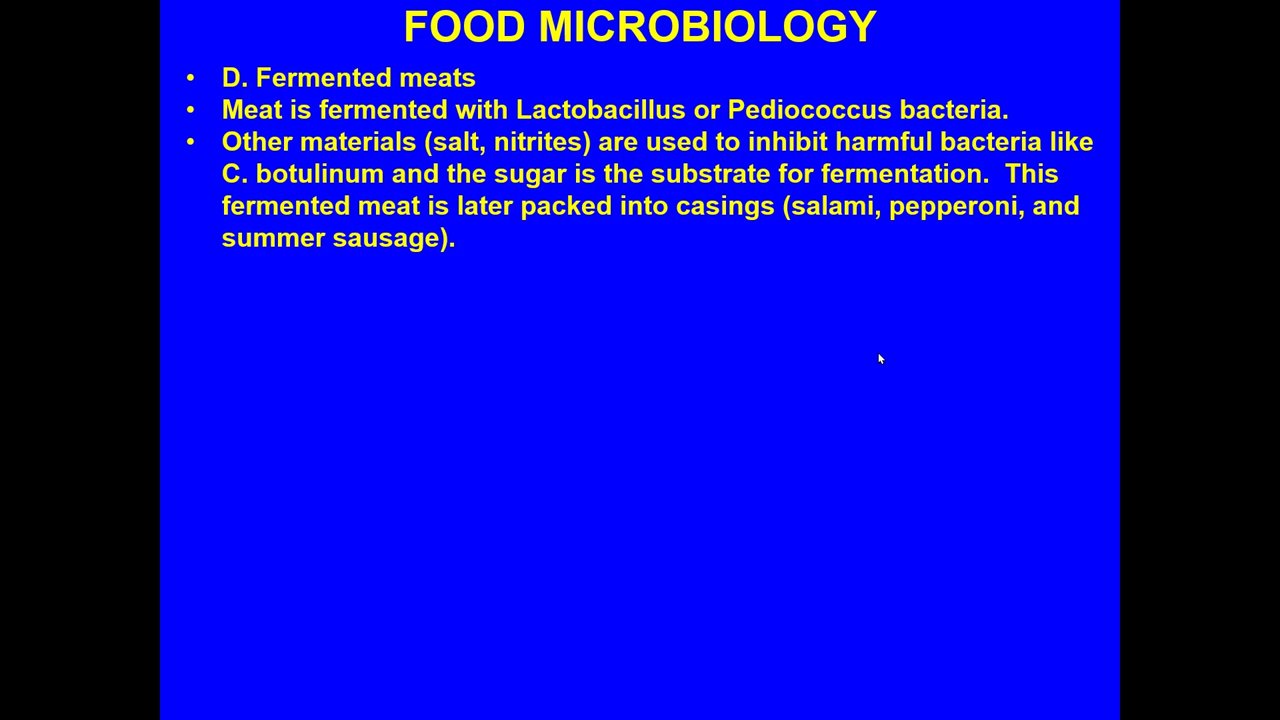 FOOD MICROBIOLOGY
• D. Fermented meats
• Meat is fermented with Lactobacillus or Pediococcus bacteria.
• Other materials (salt, nitrites) are used to inhibit harmful bacteria like
C. botulinum and the sugar is the substrate for fermentation.  This
fermented meat is later packed into casings (salami, pepperoni, and
summer sausage).